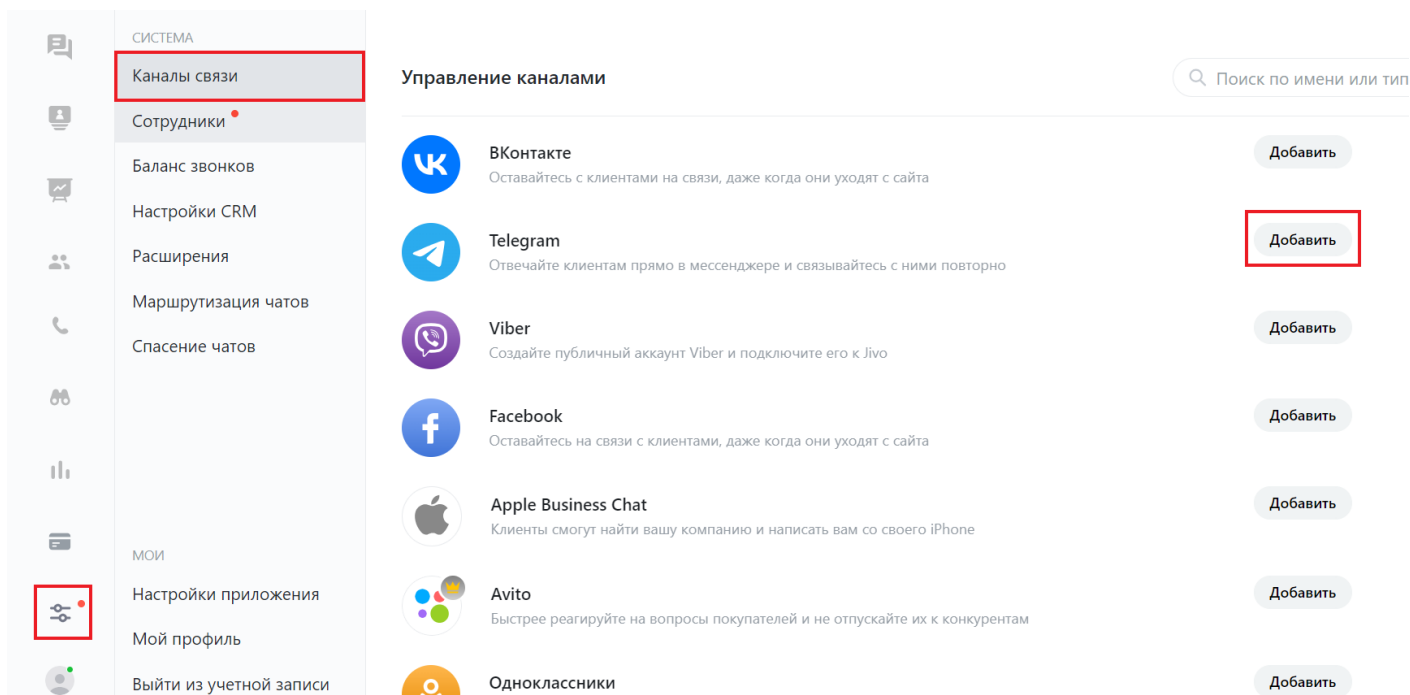 СИСТЕМА
Каналы связи
Сотрудники
Баланс звонков
Настройки CRM
Расширения
Маршрутизация чатов
Спасение чатов
МОИ
Настройки приложения
Мой профиль
Выйти из учетной записи
Управление каналами
Поиск по имени или тип
ВКонтакте
Оставайтесь с клиентами на связи, даже когда они уходят с сайта
Добавить
Telegram
Отвечайте клиентам прямо в мессенджере и связывайтесь с ними повторно
Добавить
Viber
Создайте публичный аккаунт Viber и подключите его к Jivo
Добавить
Facebook
Оставайтесь на связи с клиентами, даже когда они уходят с сайта
Добавить
Apple Business Chat
Клиенты смогут найти вашу компанию и написать вам со своего iPhone
Добавить
Avito
Быстрее реагируйте на вопросы покупателей и не отпускайте их к конкурентам
Добавить
Одноклассники
Добавить